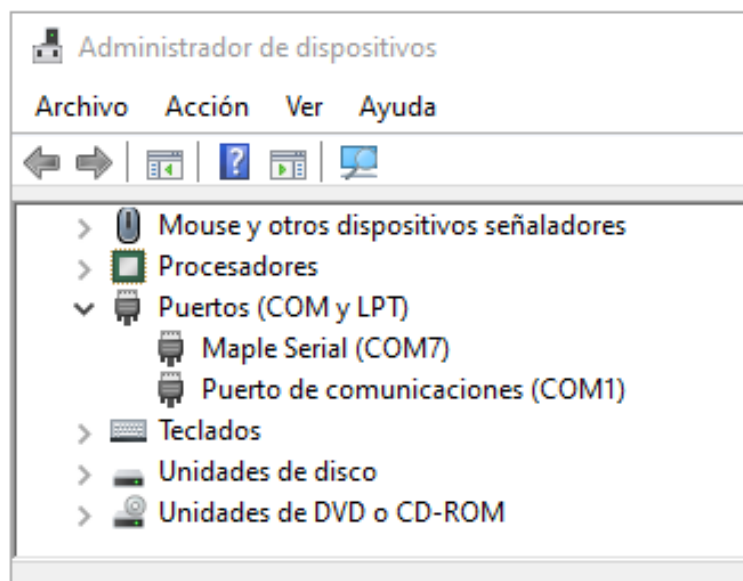 Administrador de dispositivos
Archivo Acción Ver Ayuda
?
Mouse y otros dispositivos señaladores
Procesadores
Puertos (COM y LPT)
Maple Serial (COM7)
Puerto de comunicaciones (COM1)
Teclados
Unidades de disco
Unidades de DVD o CD-ROM